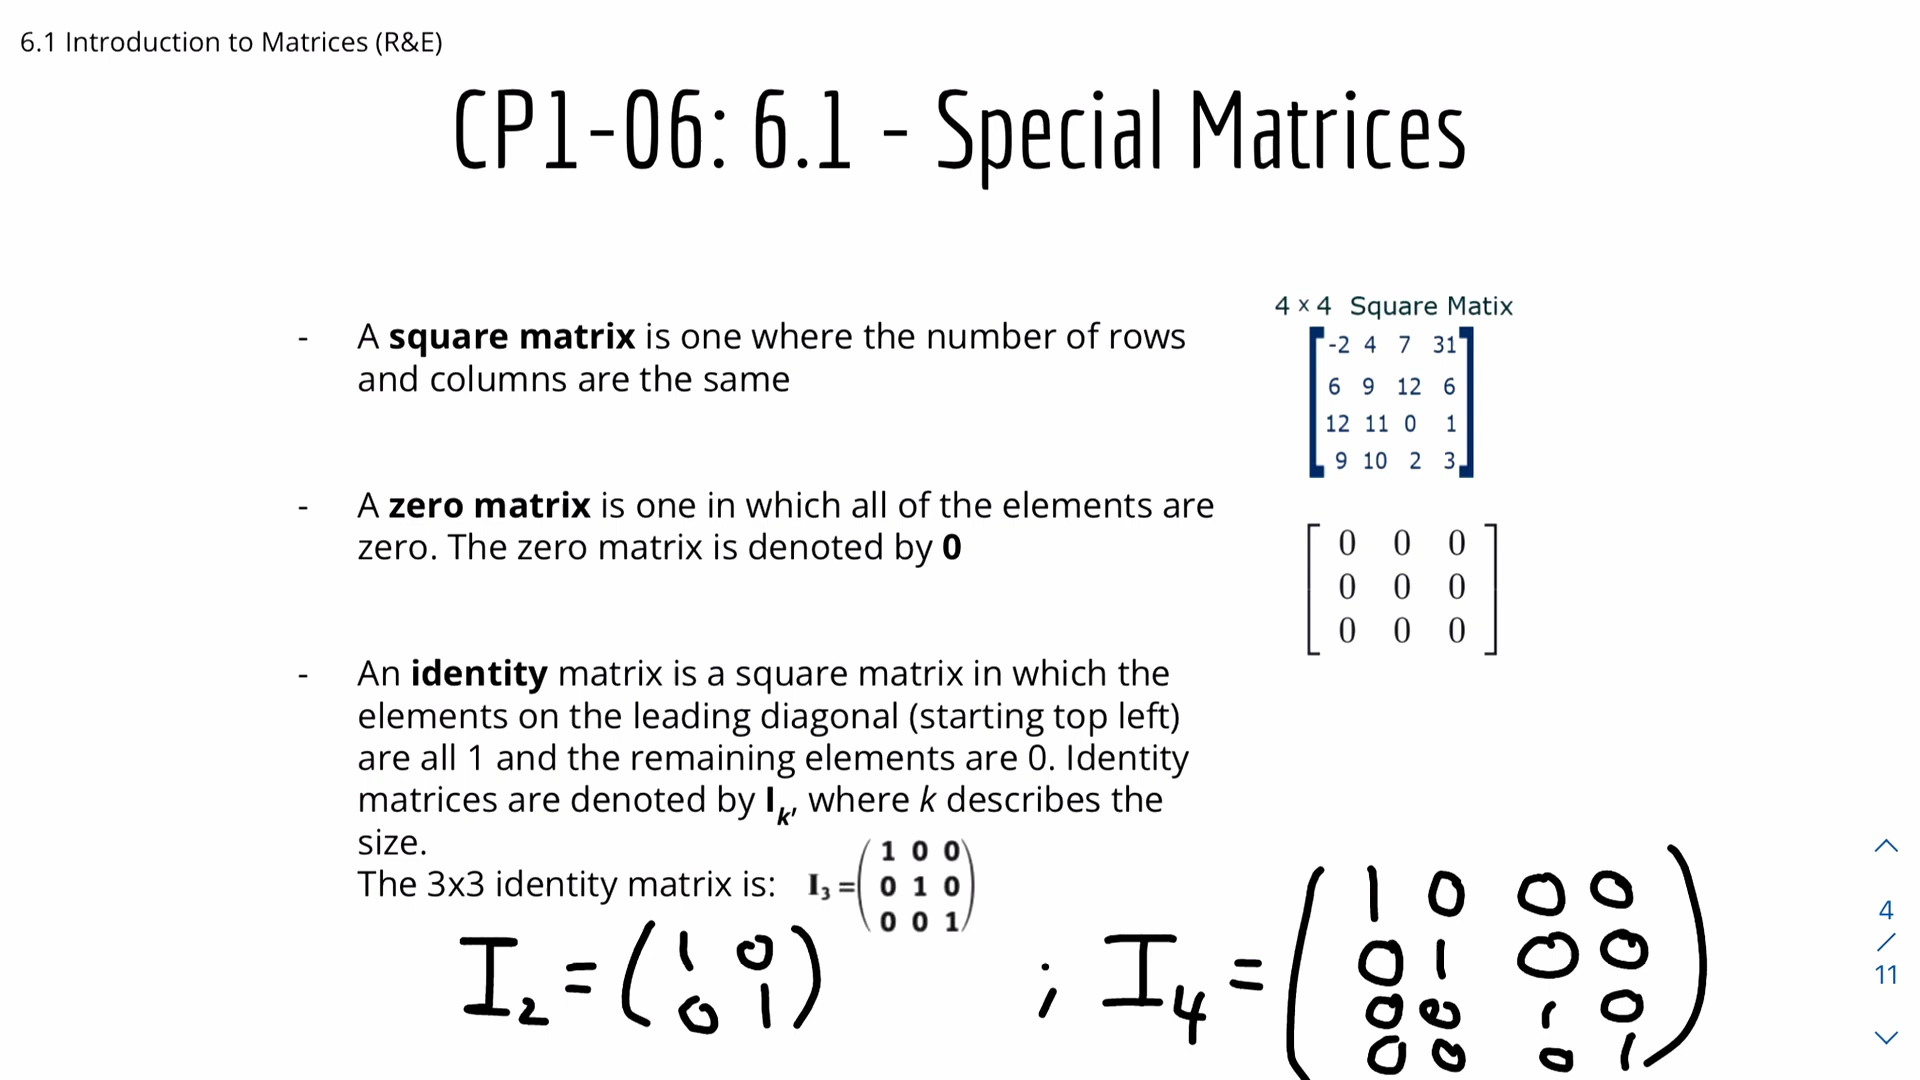 6.1 Introduction to Matrices (R&E)
CP1-06: 6.1 - Special Matrices
- A square matrix is one where the number of rows
and columns are the same
4 × 4 Square Matix
-2 4 7 31
6 9 12 6
12 11 0 1
9 10 2 3
- A zero matrix is one in which all of the elements are
zero. The zero matrix is denoted by 0
0 0 0
0 0 0
0 0 0
- An identity matrix is a square matrix in which the
elements on the leading diagonal (starting top left)
are all 1 and the remaining elements are 0. Identity
matrices are denoted by Ik, where k describes the
size.
The 3x3 identity matrix is: I3 =
1 0 0
0 1 0
0 0 1
I2 =
1 0
0 1
; I4 =
1 0 0 0
0 1 0 0
0 0 1 0
0 0 0 1
4
/
11